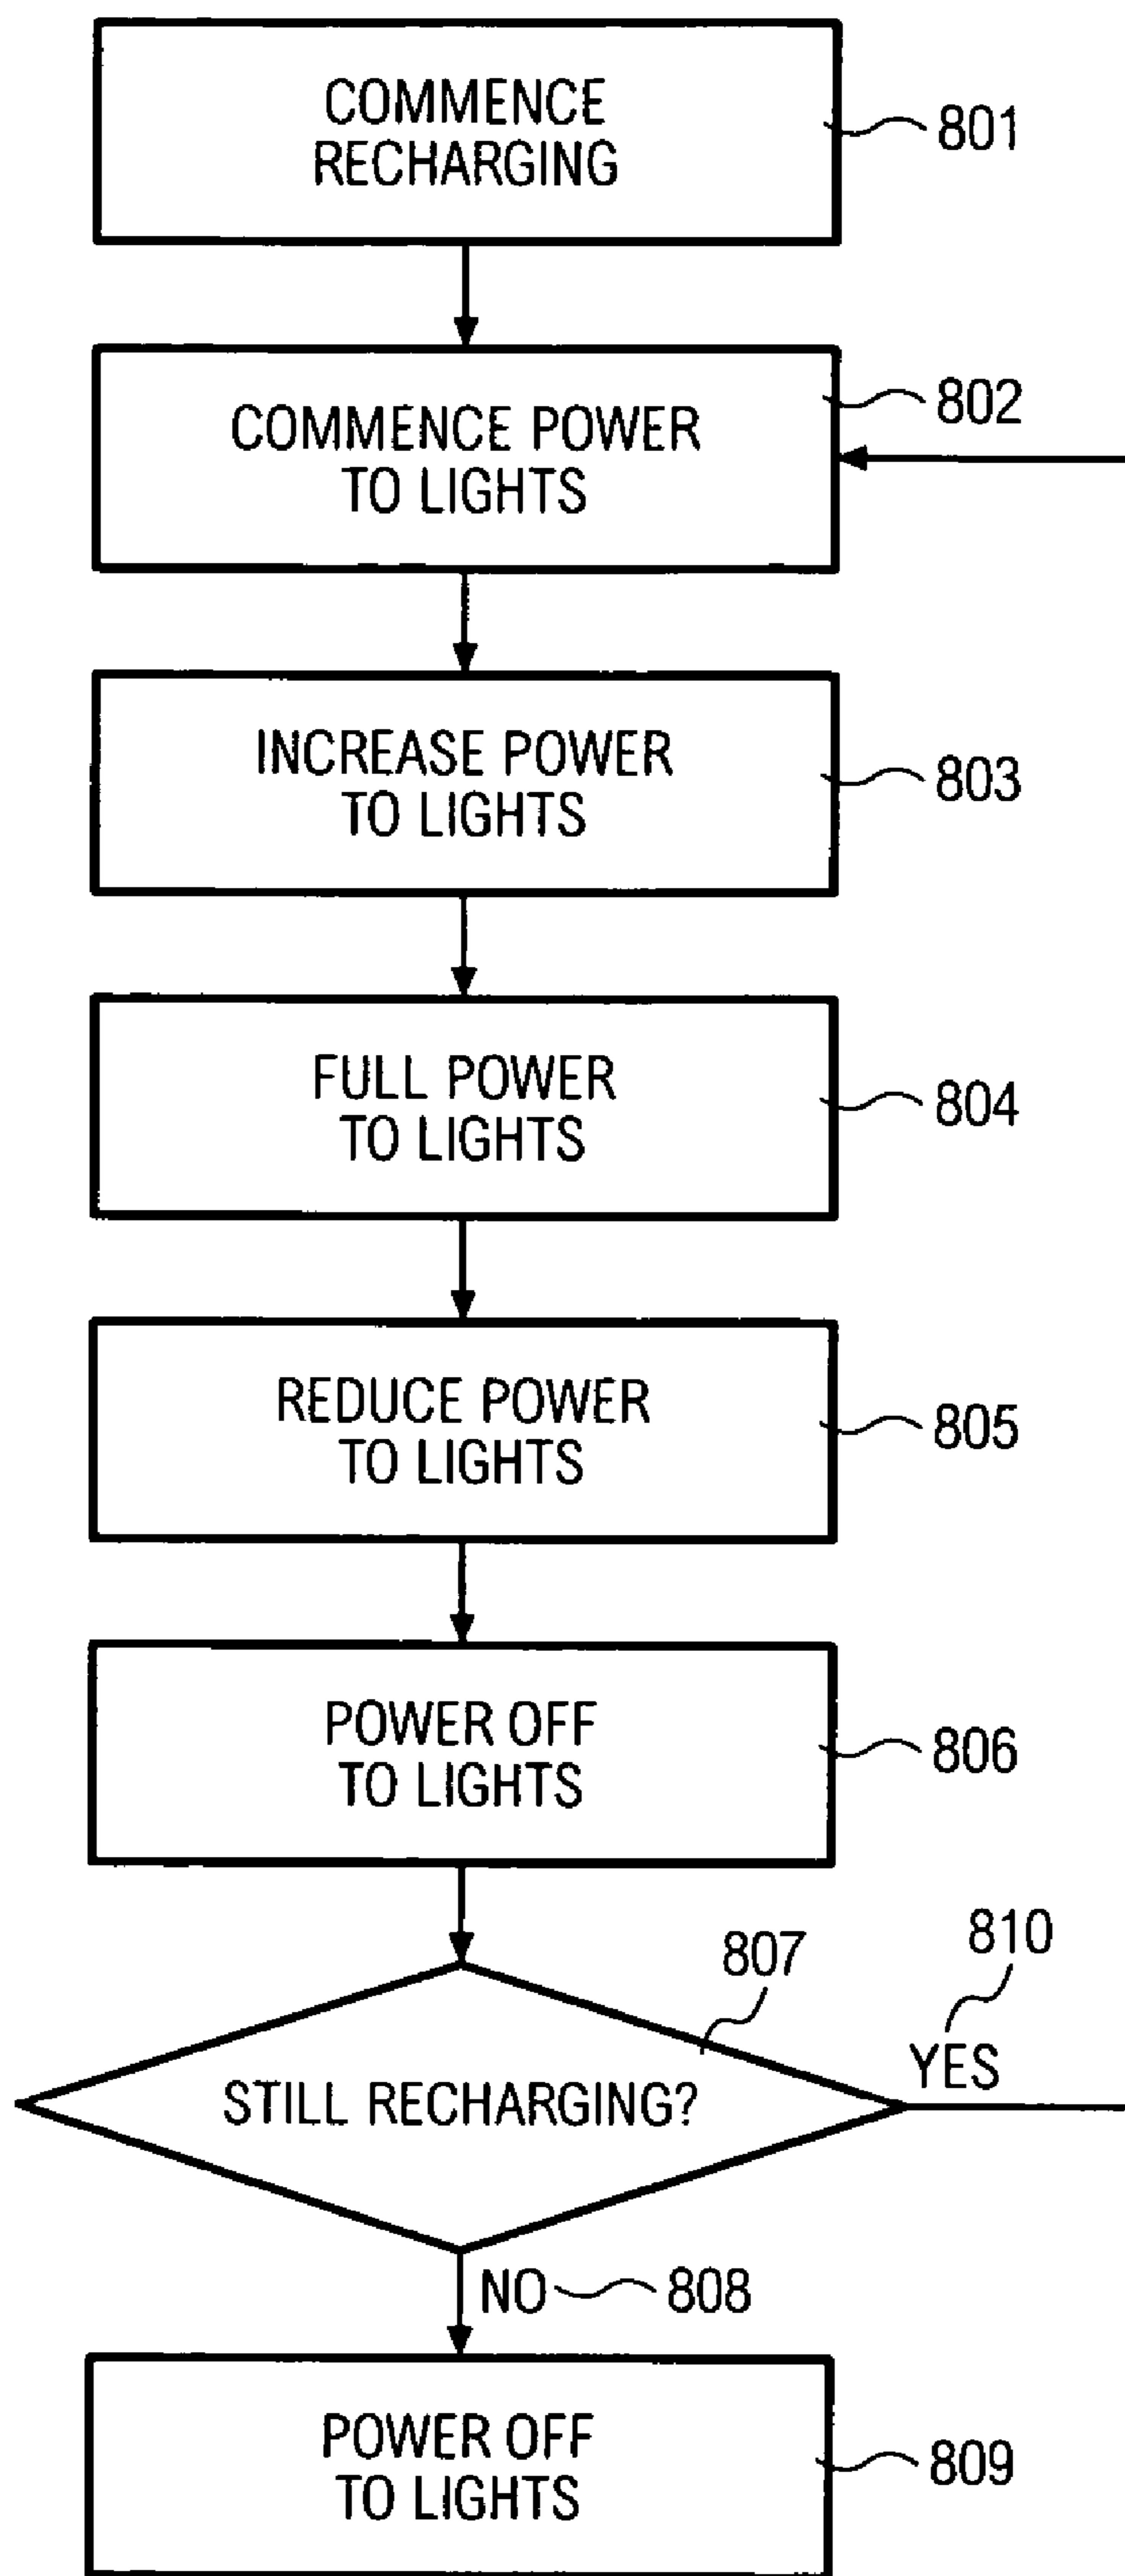 COMMENCE
RECHARGING
801
COMMENCE POWER
TO LIGHTS
802
INCREASE POWER
TO LIGHTS
803
FULL POWER
TO LIGHTS
804
REDUCE POWER
TO LIGHTS
805
POWER OFF
TO LIGHTS
806
STILL RECHARGING?
807
YES
810
NO
808
POWER OFF
TO LIGHTS
809